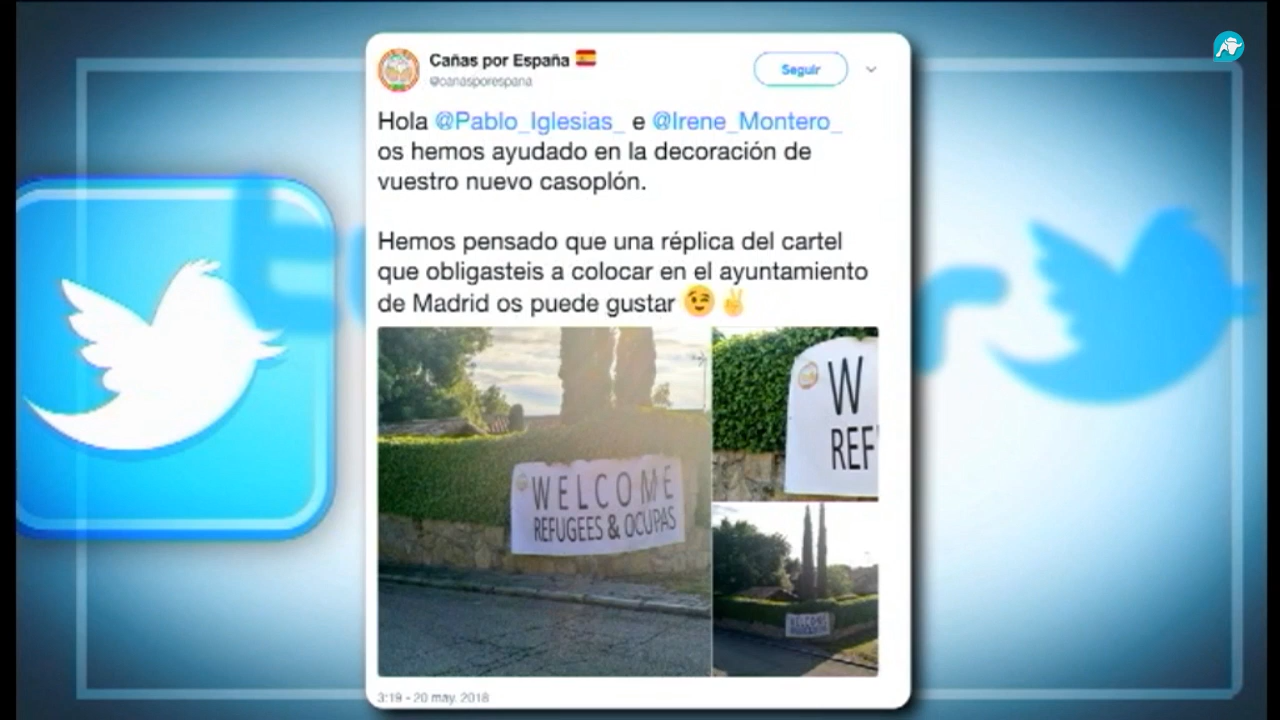 Cañas por España 🇪🇸
@canasporespana
Seguir
Hola @Pablo_Iglesias_ e @Irene_Montero_
os hemos ayudado en la decoración de
vuestro nuevo casoplón.
Hemos pensado que una réplica del cartel
que obligasteis a colocar en el ayuntamiento
de Madrid os puede gustar 😉✌
WELCOME
REFUGEES & OCUPAS
W
REF
WELCOME
3:19 - 20 may. 2018